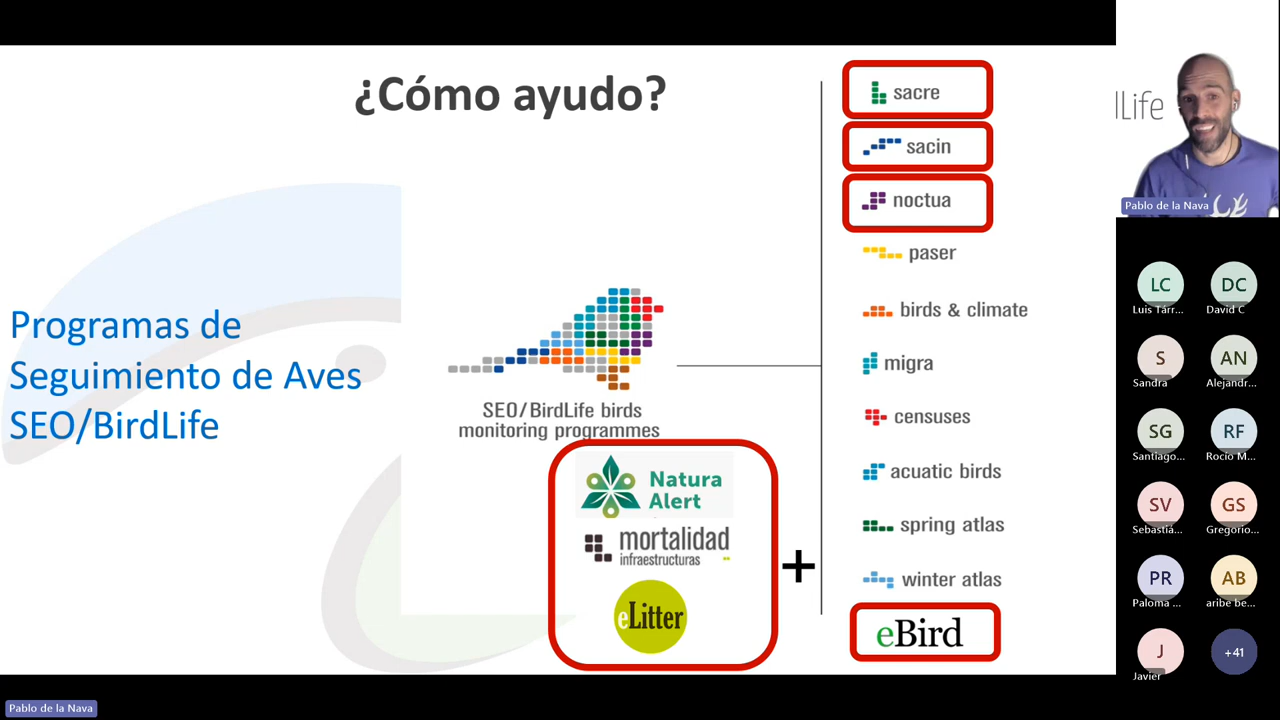 ¿Cómo ayudo?
Programas de
Seguimiento de Aves
SEO/BirdLife
SEO/BirdLife birds
monitoring programmes
Natura
Alert
mortalidad
infraestructuras
eLitter
+
sacre
sacin
noctua
paser
birds & climate
migra
censuses
acuatic birds
spring atlas
winter atlas
eBird
dLife
Pablo de la Nava
LC
Luis Tárr...
DC
David C
S
Sandra
AN
Alejandr...
SG
Santiago...
RF
Rocio M...
SV
Sebastiá...
GS
Gregorio...
PR
Paloma ...
AB
aribe be...
J
Javier
+41
Pablo de la Nava